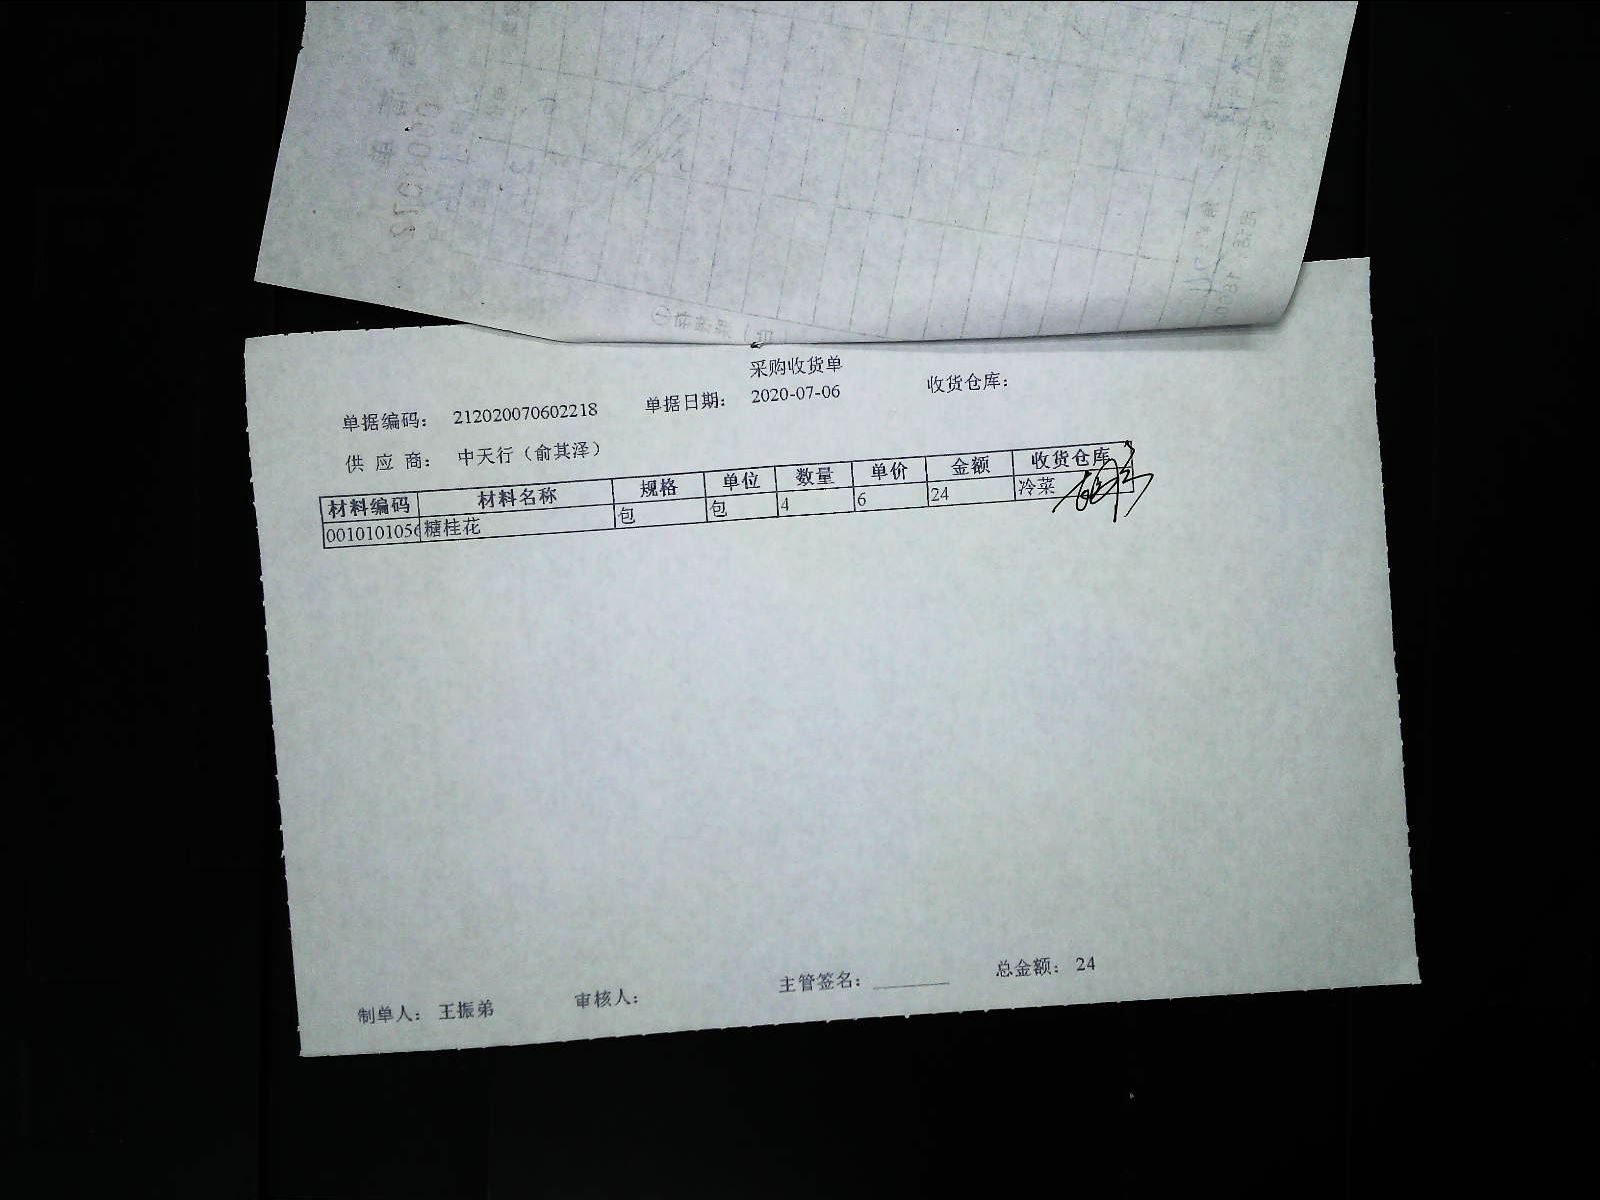 采购收货单
单据编码： 212020070602218 单据日期： 2020-07-06 收货仓库：
供 应 商： 中天行（俞其泽）
材料编码 材料名称 规格 单位 数量 单价 金额 收货仓库
0010101056 糖桂花 包 包 4 6 24 冷菜
制单人： 王振弟 审核人： 主管签名： 总金额： 24